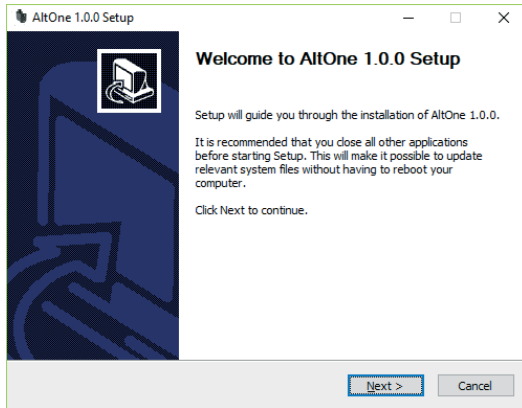 AltOne 1.0.0 Setup
Welcome to AltOne 1.0.0 Setup
Setup will guide you through the installation of AltOne 1.0.0.
It is recommended that you close all other applications
before starting Setup. This will make it possible to update
relevant system files without having to reboot your
computer.
Click Next to continue.
Next >
Cancel